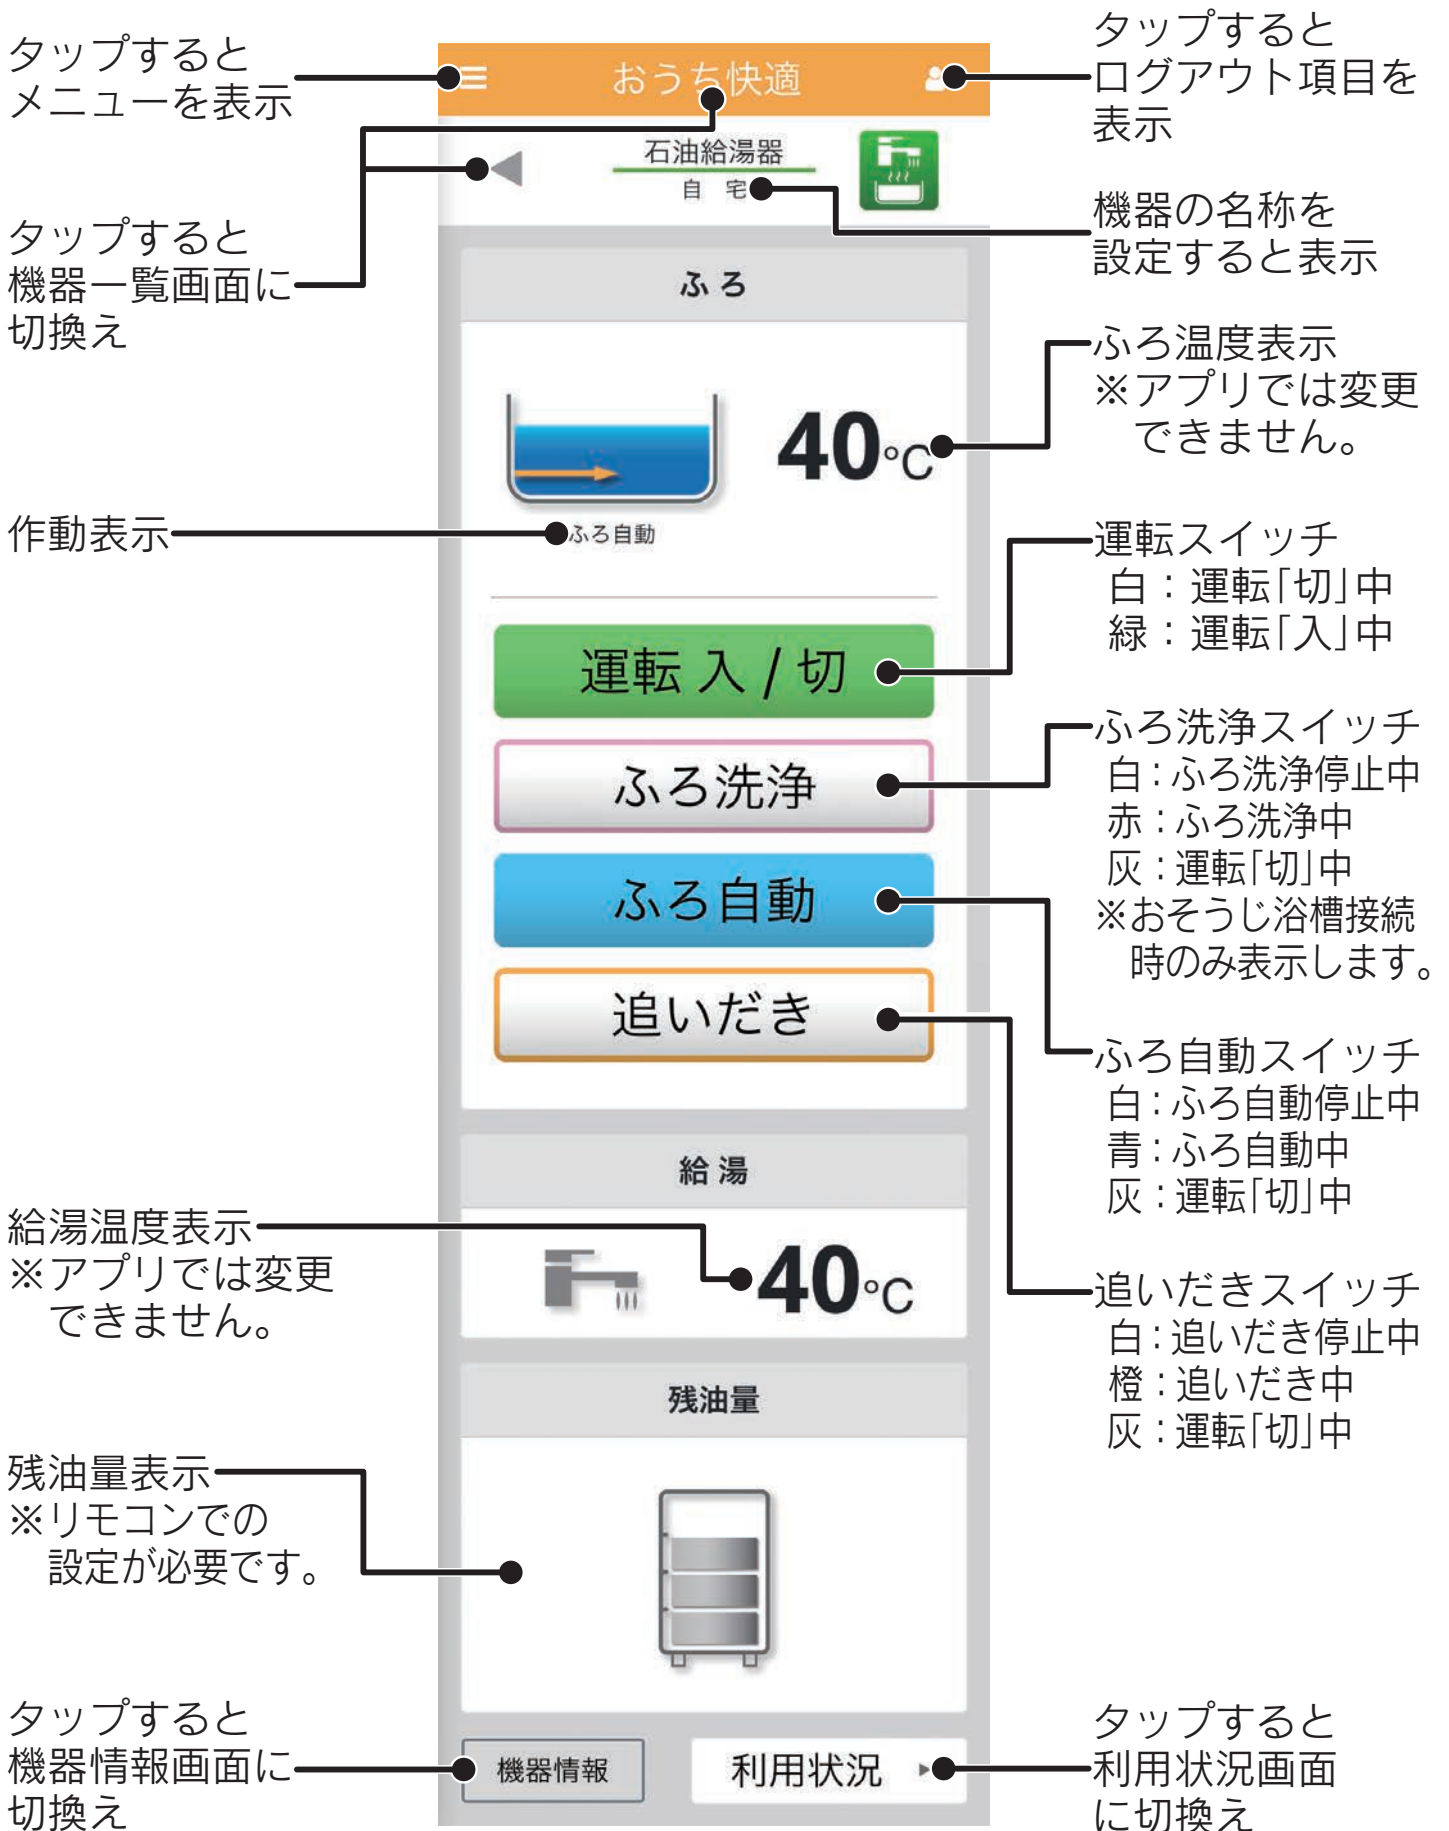 タップすると
メニューを表示
タップすると
機器一覧画面に
切換え
作動表示
給湯温度表示
※アプリでは変更
できません。
残油量表示
※リモコンでの
設定が必要です。
タップすると
機器情報画面に
切換え
おうち快適
石油給湯器
自 宅
ふ ろ
40℃
ふろ自動
運転 入 / 切
ふろ洗浄
ふろ自動
追いだき
給 湯
40℃
残油量
機器情報
利用状況
タップすると
ログアウト項目を
表示
機器の名称を
設定すると表示
ふろ温度表示
※アプリでは変更
できません。
運転スイッチ
白：運転「切」中
緑：運転「入」中
ふろ洗浄スイッチ
白：ふろ洗浄停止中
赤：ふろ洗浄中
灰：運転「切」中
※おそうじ浴槽接続
時のみ表示します。
ふろ自動スイッチ
白：ふろ自動停止中
青：ふろ自動中
灰：運転「切」中
追いだきスイッチ
白：追いだき停止中
橙：追いだき中
灰：運転「切」中
タップすると
利用状況画面
に切換え